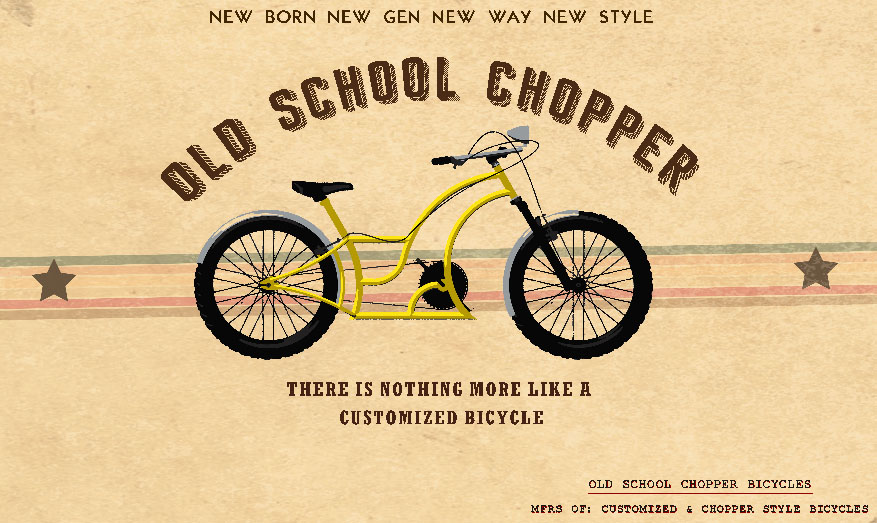 NEW BORN NEW GEN NEW WAY NEW STYLE
OLD SCHOOL CHOPPER
THERE IS NOTHING MORE LIKE A
CUSTOMIZED BICYCLE
OLD SCHOOL CHOPPER BICYCLES
MFRS OF: CUSTOMIZED & CHOPPER STYLE BICYCLES